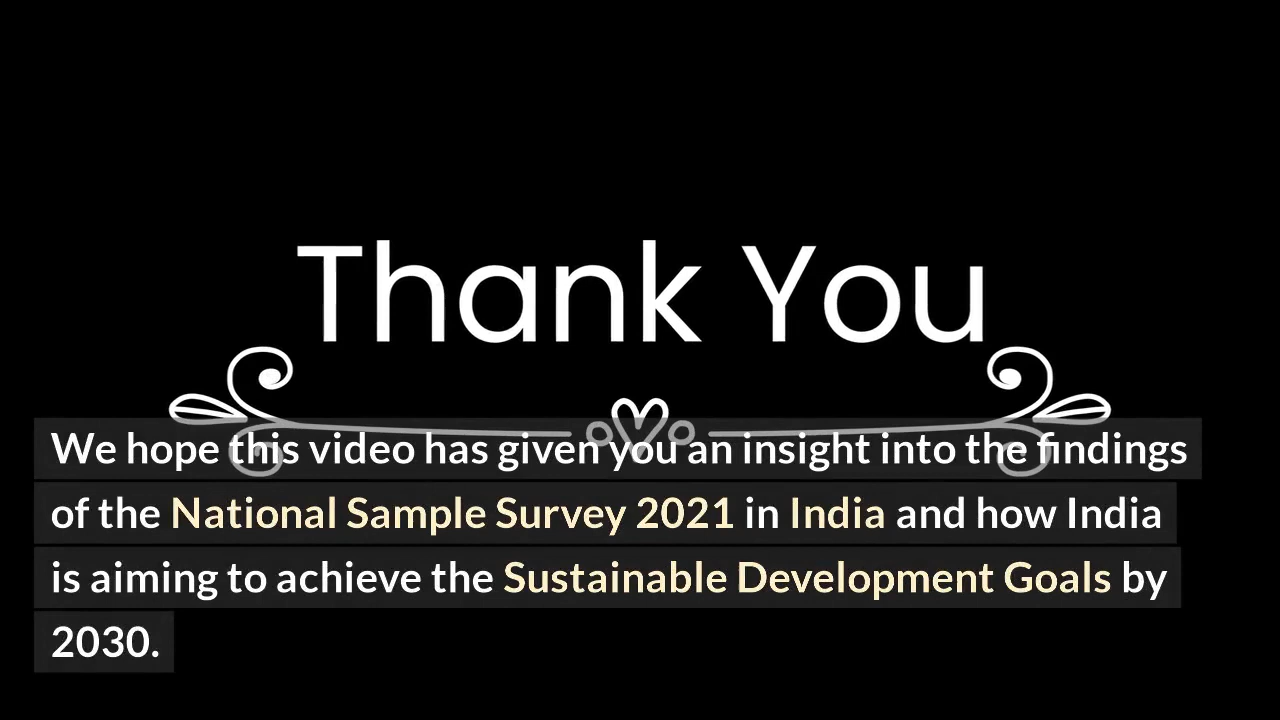 Thank You
We hope this video has given you an insight into the findings
of the National Sample Survey 2021 in India and how India
is aiming to achieve the Sustainable Development Goals by
2030.